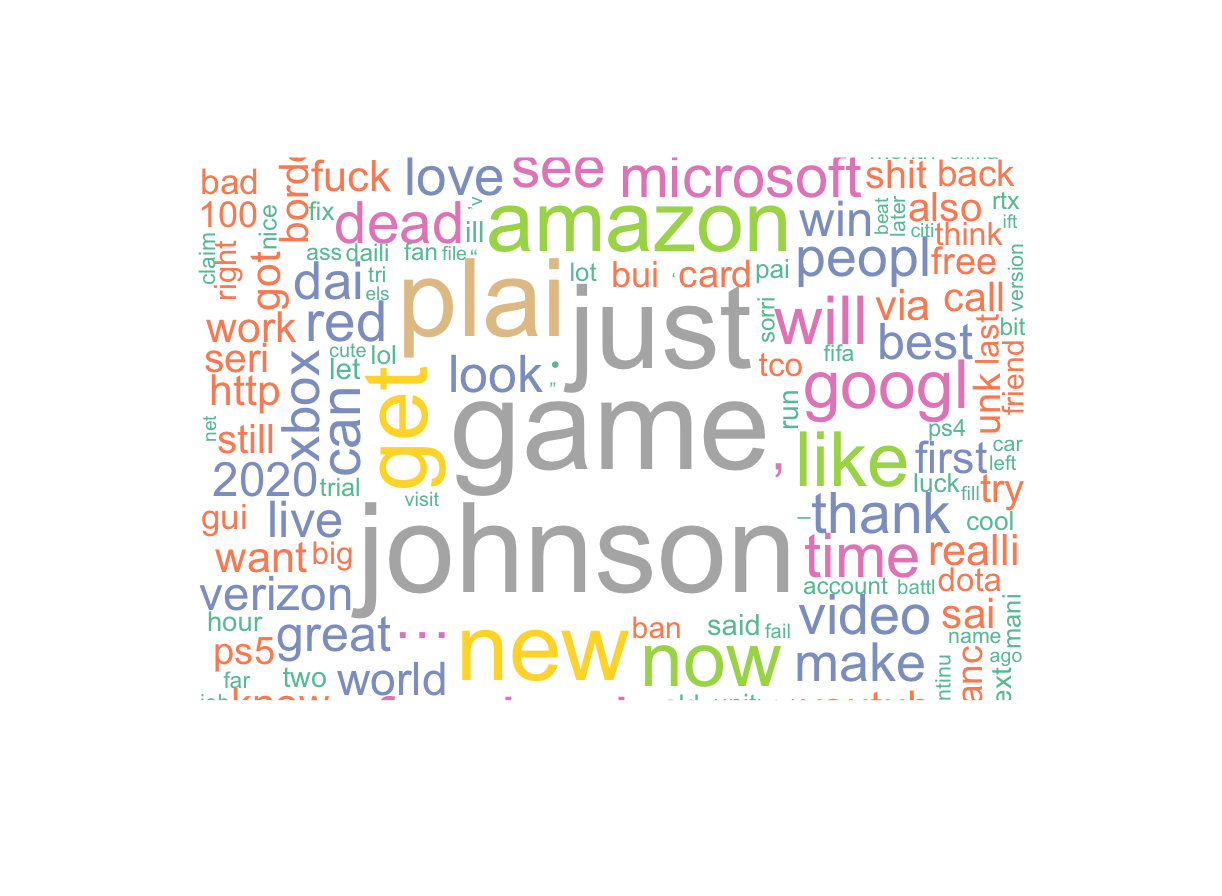 bad
bord
fuck
love
see
microsoft
shit
back
100
nice
fix
dead
ill
amazon
win
beat
later
also
rtx
citi
think
ift
claim
right
got
ass
daili
fan
file
“
peopl
free
version
dai
tri
els
plai
lot
bui
‘
card
pai
just
sorri
will
via
call
work
red
best
last
bit
seri
cute
lol
let
look
•
”
tco
fifa
friend
http
xbox
can
get
game
,
run
googl
unk
net
still
ps4
like
first
car
left
2020
trial
visit
luck
fill
try
gui
live
johnson
–
thank
cool
want
big
time
realli
verizon
account
battl
dota
hour
great
…
new
ban
said
fail
video
sai
mani
name
ps5
now
make
ago
far
two
world